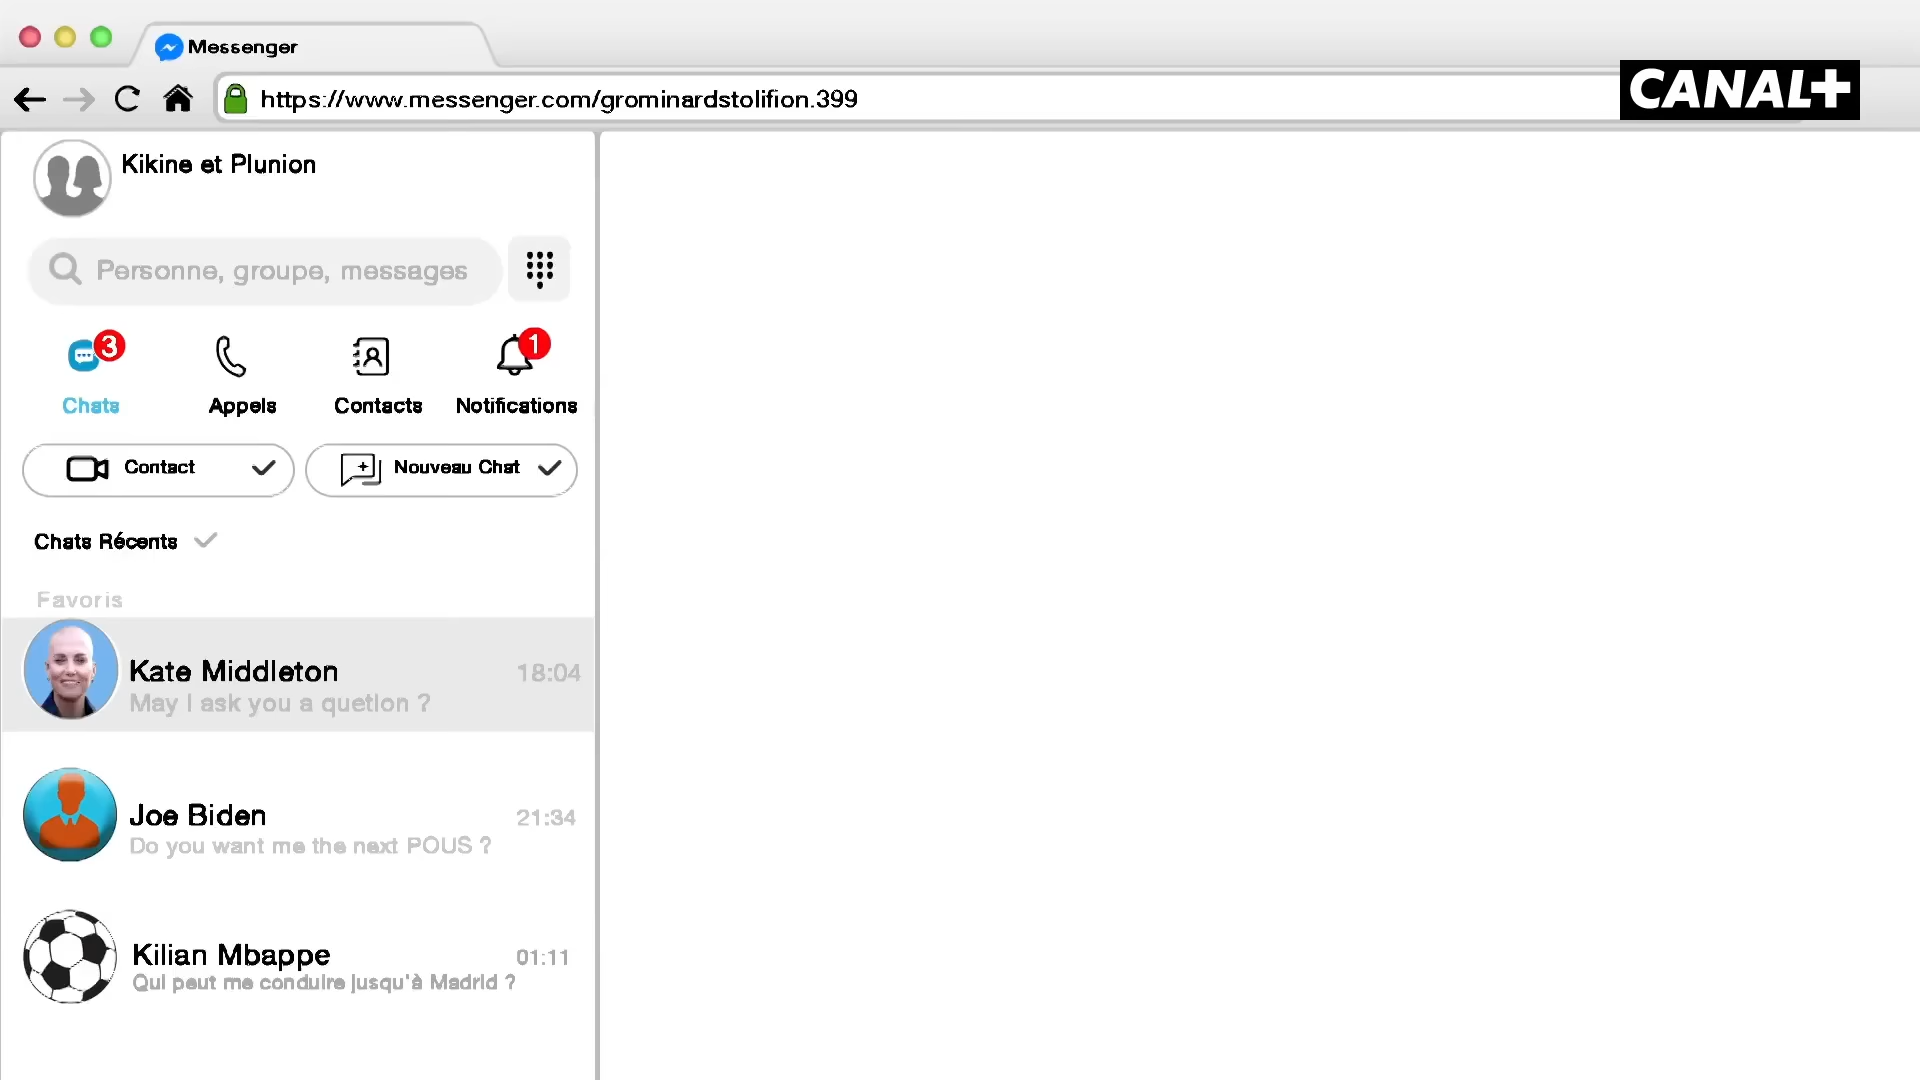 Messenger
https://www.messenger.com/grominardstolifion.399
CANAL+
Kikine et Plunion
Personne, groupe, messages
3
1
Chats
Appels
Contacts
Notifications
Contact
Nouveau Chat
Chats Récents
Favoris
Kate Middleton
18:04
May I ask you a quetion ?
Joe Biden
21:34
Do you want me the next POUS ?
Kilian Mbappe
01:11
Qui peut me conduire jusqu'à Madrid ?